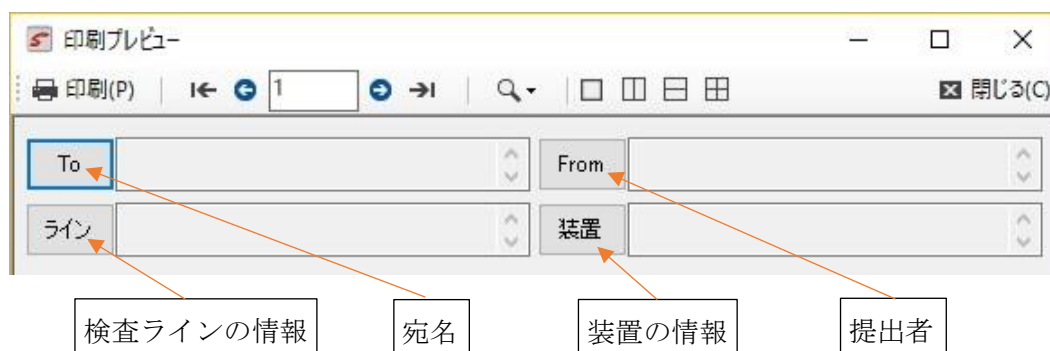 印刷プレビュー
印刷(P) 1 閉じる(C)
To From
ライン 装置
検査ラインの情報 宛名 装置の情報 提出者